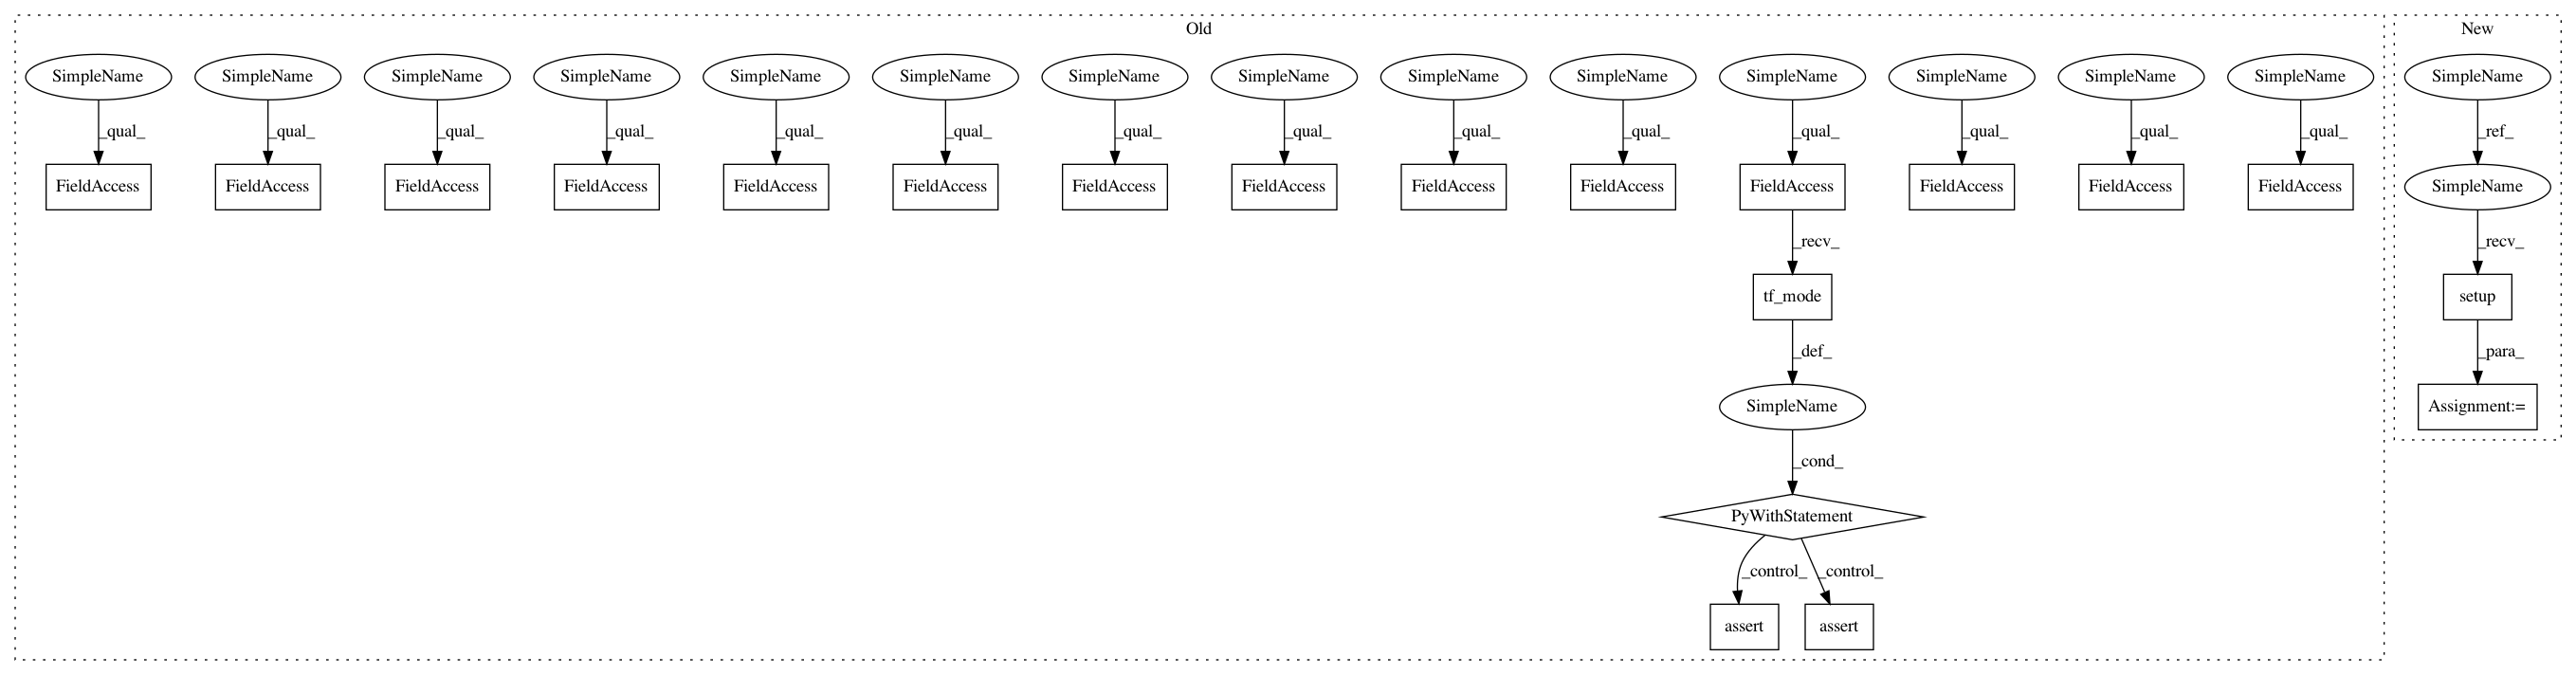 Old New
SimpleName SimpleName SimpleName SimpleName SimpleName SimpleName SimpleName SimpleName SimpleName SimpleName SimpleName SimpleName SimpleName SimpleName SimpleName
_qual_ _qual_ _qual_ _qual_ _qual_ _qual_ _qual_ _qual_ _qual_ _qual_ _qual_ _qual_ _qual_ _qual_ _ref_
FieldAccess FieldAccess FieldAccess FieldAccess FieldAccess FieldAccess FieldAccess FieldAccess FieldAccess FieldAccess FieldAccess FieldAccess FieldAccess FieldAccess SimpleName
_recv_ _recv_
tf_mode setup
_def_ _para_
SimpleName Assignment:=
_cond_
PyWithStatement
_control_ _control_
assert assert